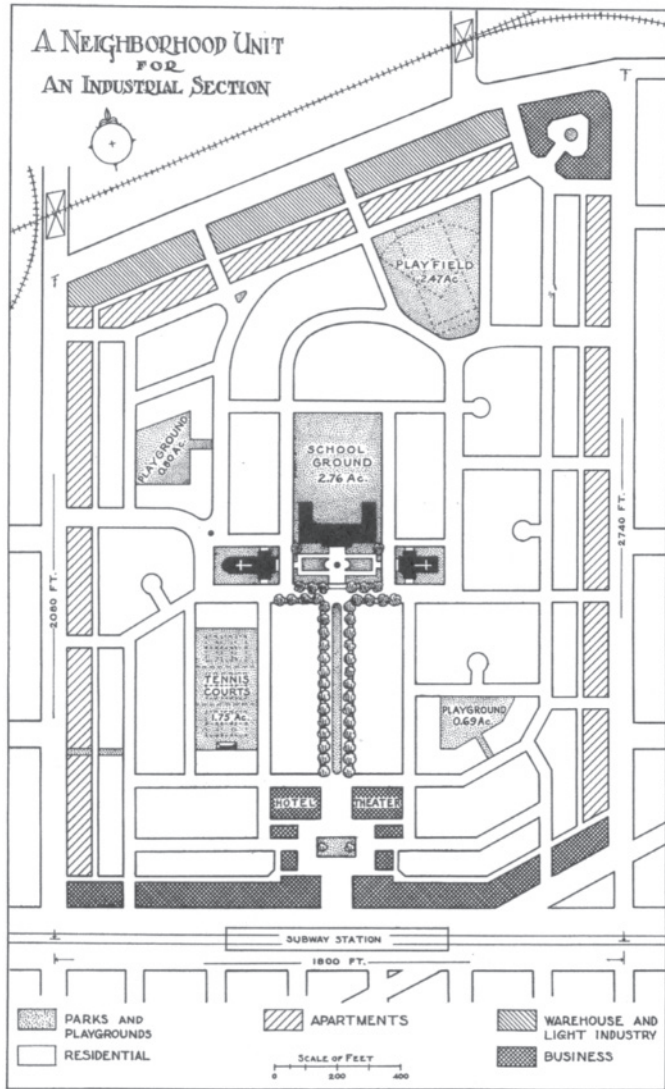 A NEIGHBORHOOD UNIT
FOR
AN INDUSTRIAL SECTION
PLAYFIELD
2.47 Ac.
PLAYGROUND
0.80 Ac.
SCHOOL
GROUND
2.76 Ac.
2740 FT.
2080 FT.
TENNIS
COURTS
1.75 Ac.
PLAYGROUND
0.69 Ac.
HOTEL
THEATER
SUBWAY STATION
1800 FT.
PARKS AND
PLAYGROUNDS
APARTMENTS
WAREHOUSE AND
LIGHT INDUSTRY
RESIDENTIAL
BUSINESS
SCALE OF FEET
0 200 400